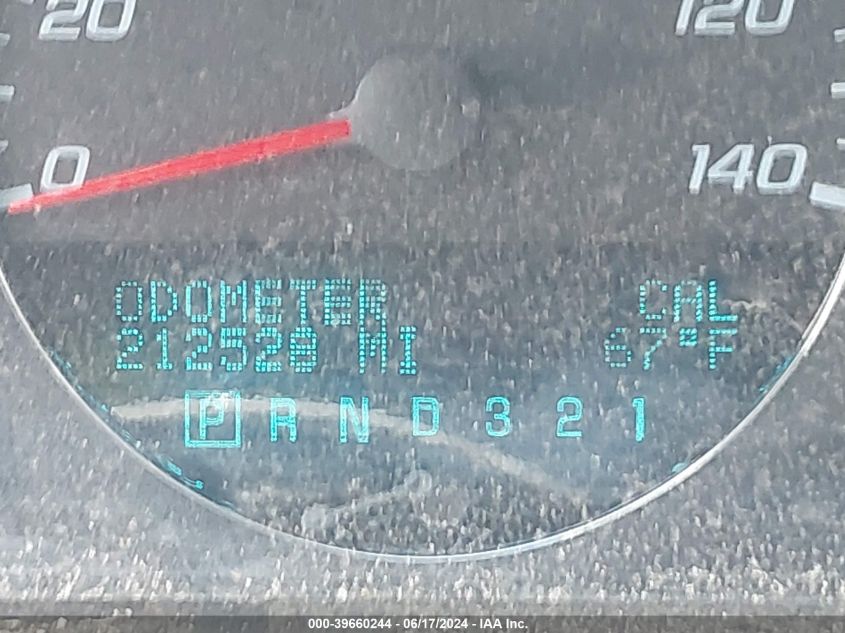 20 120
0 140
ODOMETER CAL
212528 MI 67°F
P R N D 3 2 1
000-39660244 - 06/17/2024 - IAA Inc.